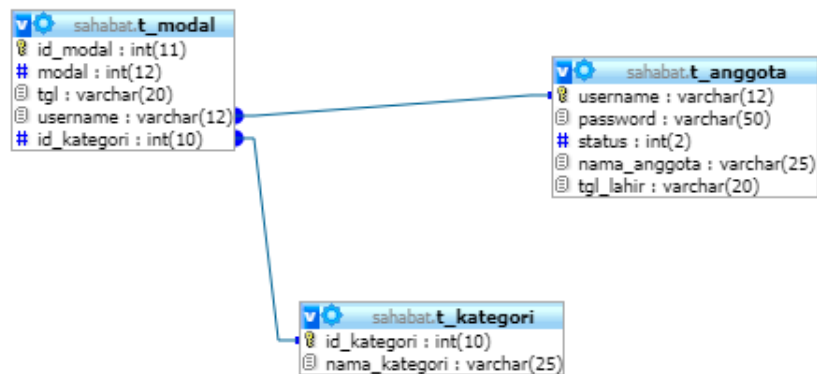 sahabat.t_modal
id_modal : int(11)
# modal : int(12)
tgl : varchar(20)
username : varchar(12)
# id_kategori : int(10)
sahabat.t_anggota
username : varchar(12)
password : varchar(50)
# status : int(2)
nama_anggota : varchar(25)
tgl_lahir : varchar(20)
sahabat.t_kategori
id_kategori : int(10)
nama_kategori : varchar(25)